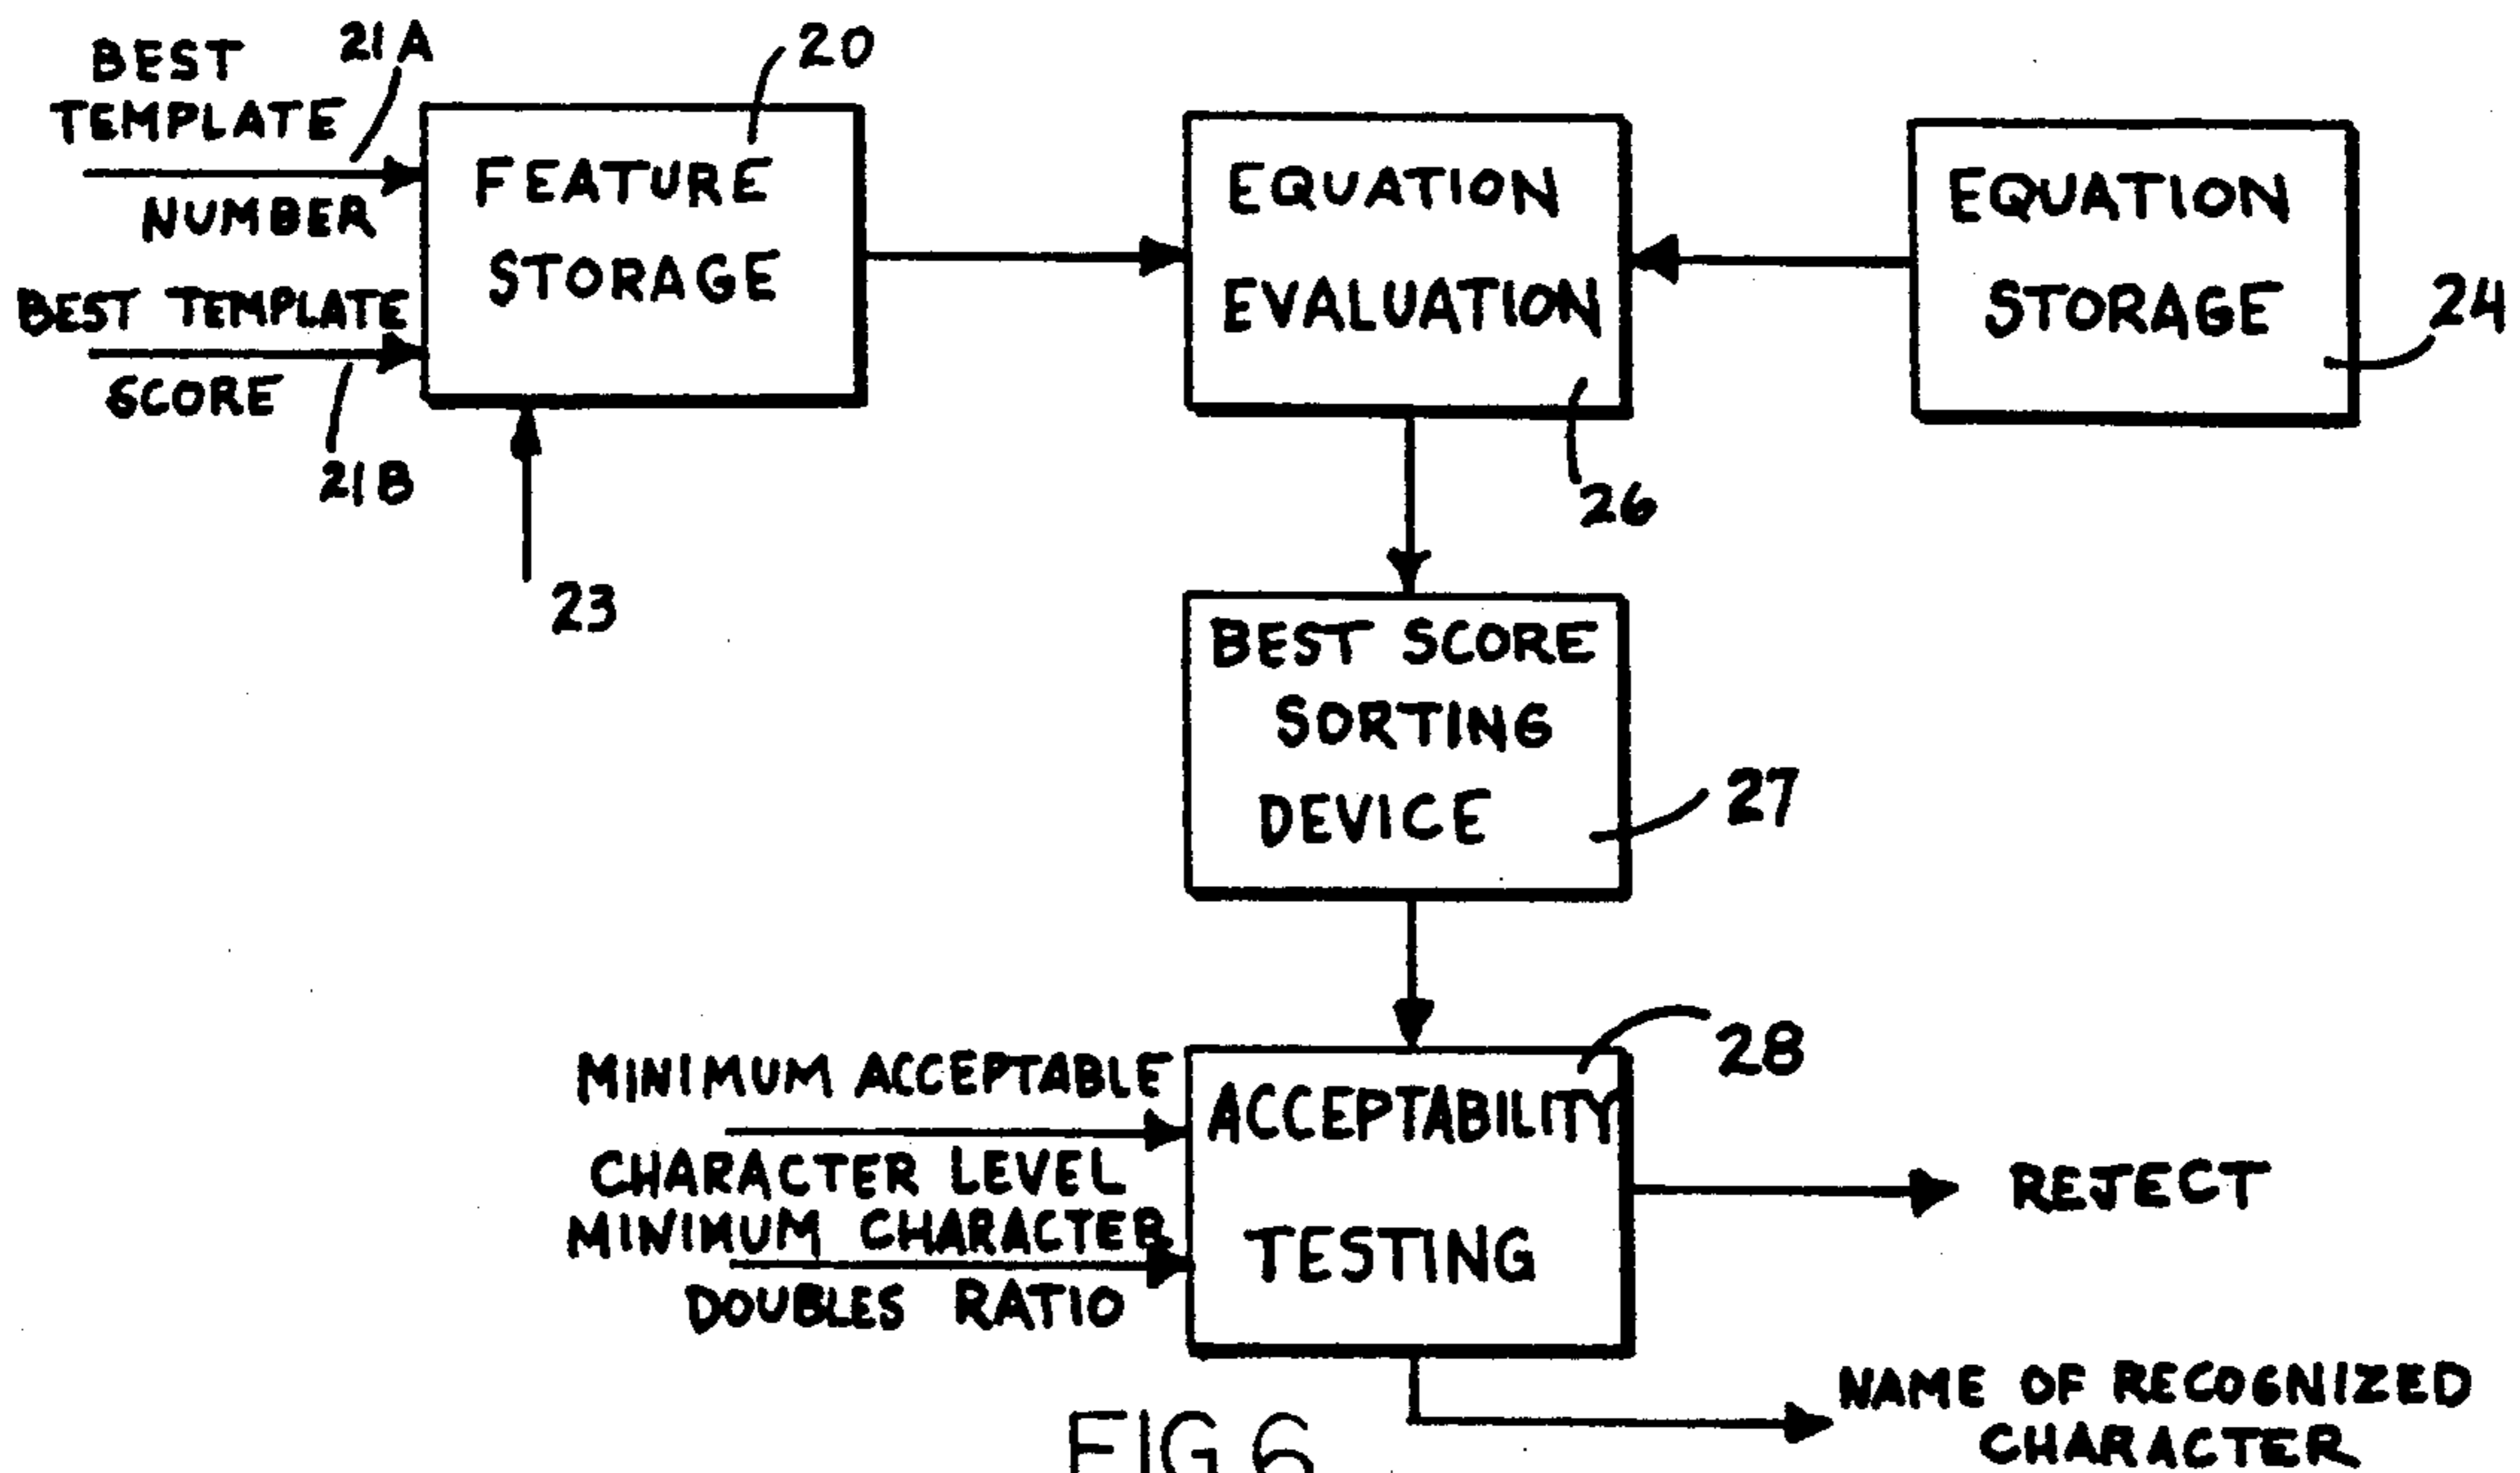 BEST
TEMPLATE
NUMBER
21A
BEST TEMPLATE
SCORE
21B
20
FEATURE
STORAGE
23
EQUATION
EVALUATION
26
EQUATION
STORAGE
24
BEST SCORE
SORTING
DEVICE
27
MINIMUM ACCEPTABLE
CHARACTER LEVEL
MINIMUM CHARACTER
DOUBLES RATIO
28
ACCEPTABILITY
TESTING
REJECT
NAME OF RECOGNIZED
CHARACTER
FIG 6